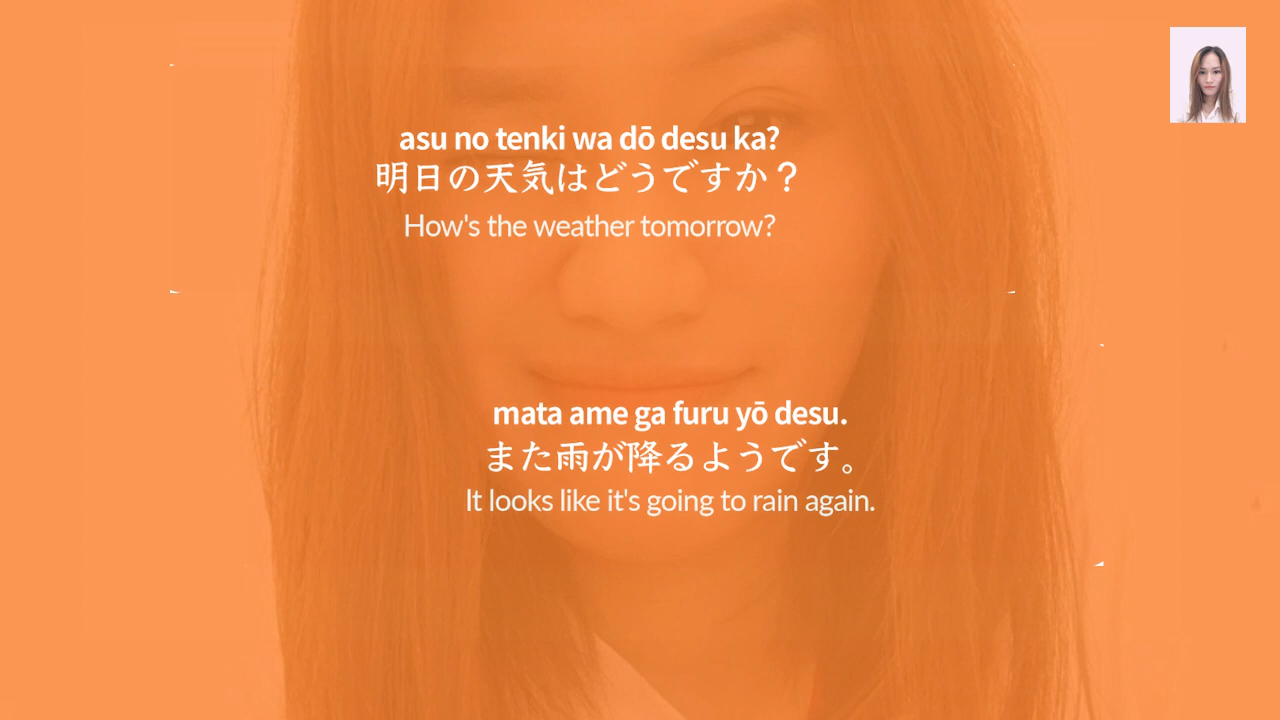 asu no tenki wa dō desu ka?
明日の天気はどうですか？
How's the weather tomorrow?
mata ame ga furu yō desu.
また雨が降るようです。
It looks like it's going to rain again.